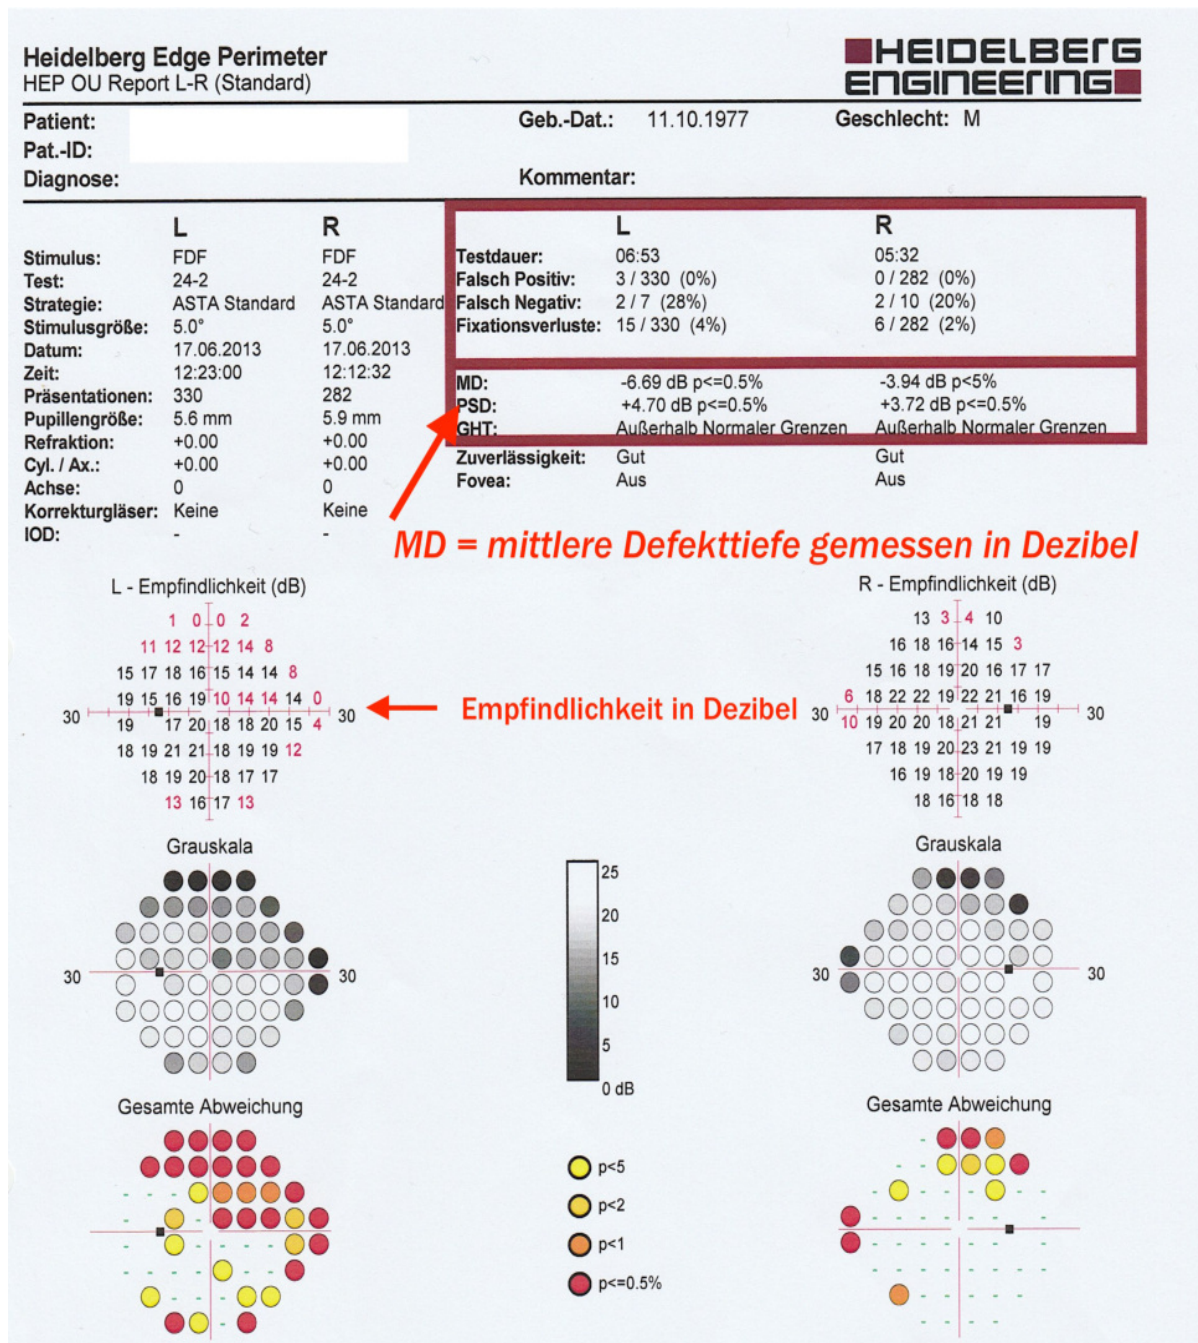 Heidelberg Edge Perimeter
HEP OU Report L-R (Standard)
HEIDELBERG
ENGINEERING
Patient: Geb.-Dat.: 11.10.1977 Geschlecht: M
Pat.-ID:
Diagnose: Kommentar:
L R
Stimulus: FDF FDF
Test: 24-2 24-2
Strategie: ASTA Standard ASTA Standard
Stimulusgröße: 5.0° 5.0°
Datum: 17.06.2013 17.06.2013
Zeit: 12:23:00 12:12:32
Präsentationen: 330 282
Pupillengröße: 5.6 mm 5.9 mm
Refraktion: +0.00 +0.00
Cyl. / Ax.: +0.00 +0.00
Achse: 0 0
Korrekturgläser: Keine Keine
IOD: - -
L R
Testdauer: 06:53 05:32
Falsch Positiv: 3 / 330 (0%) 0 / 282 (0%)
Falsch Negativ: 2 / 7 (28%) 2 / 10 (20%)
Fixationsverluste: 15 / 330 (4%) 6 / 282 (2%)
MD: -6.69 dB p<=0.5% -3.94 dB p<5%
PSD: +4.70 dB p<=0.5% +3.72 dB p<=0.5%
GHT: Außerhalb Normaler Grenzen Außerhalb Normaler Grenzen
Zuverlässigkeit: Gut Gut
Fovea: Aus Aus
MD = mittlere Defekttiefe gemessen in Dezibel
L - Empfindlichkeit (dB)
1 0 0 2
11 12 12 12 14 8
15 17 18 16 15 14 14 8
19 15 16 19 10 14 14 14 0
30 30
19 17 20 18 18 20 15 4
18 19 21 21 18 19 19 12
18 19 20 18 17 17
13 16 17 13
Empfindlichkeit in Dezibel
R - Empfindlichkeit (dB)
13 3 4 10
16 18 16 14 15 3
15 16 18 19 20 16 17 17
6 18 22 22 19 22 21 16 19
30 30
10 19 20 20 18 21 21 19
17 18 19 20 23 21 19 19
16 19 18 20 19 19
18 16 18 18
Grauskala
30 30
25
20
15
10
5
0 dB
Grauskala
30 30
Gesamte Abweichung
p<5
p<2
p<1
p<=0.5%
Gesamte Abweichung